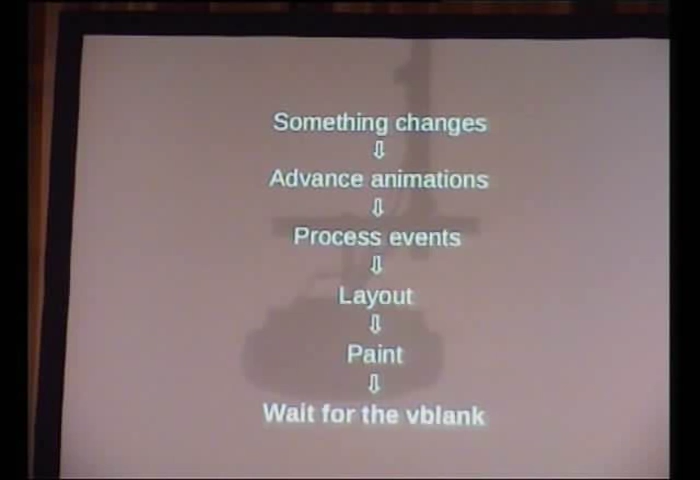 Something changes
⇩
Advance animations
⇩
Process events
⇩
Layout
⇩
Paint
⇩
Wait for the vblank